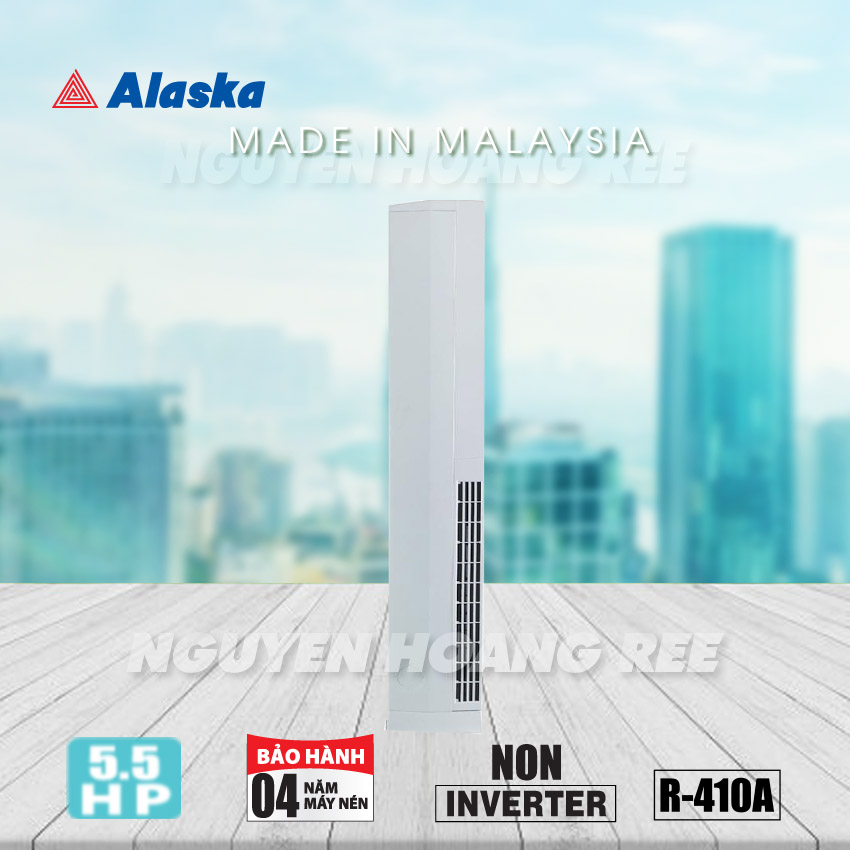 Alaska
MADE IN MALAYSIA
NGUYEN HOANG REE
NGUYEN HOANG REE
5.5
HP
BẢO HÀNH
04 NĂM
MÁY NÉN
NON
INVERTER
R-410A